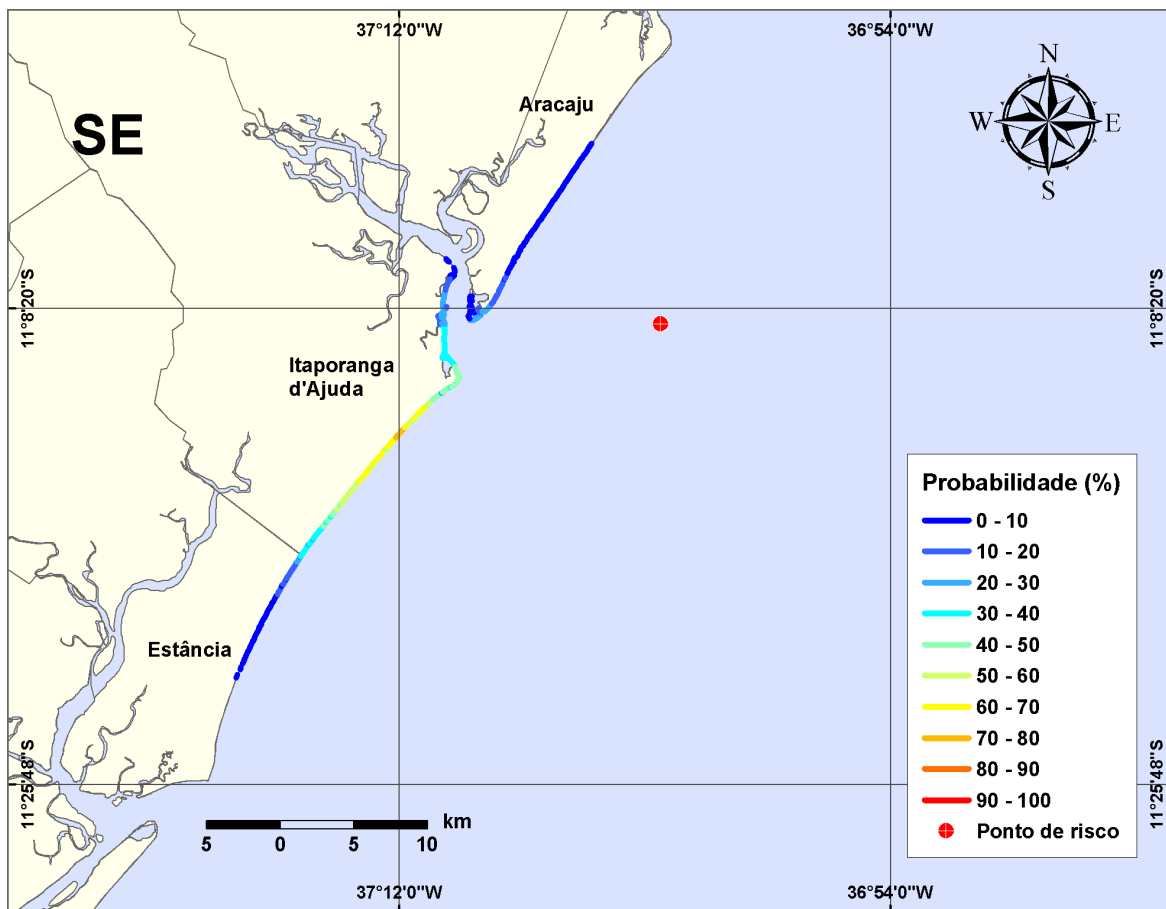 37°12'0"W
36°54'0"W
N
W
E
S
SE
Aracaju
11°8'20"S
11°8'20"S
Itaporanga
d'Ajuda
Estância
Probabilidade (%)
0 - 10
10 - 20
20 - 30
30 - 40
40 - 50
50 - 60
60 - 70
70 - 80
80 - 90
90 - 100
Ponto de risco
11°25'48"S
11°25'48"S
km
5 0 5 10
37°12'0"W
36°54'0"W